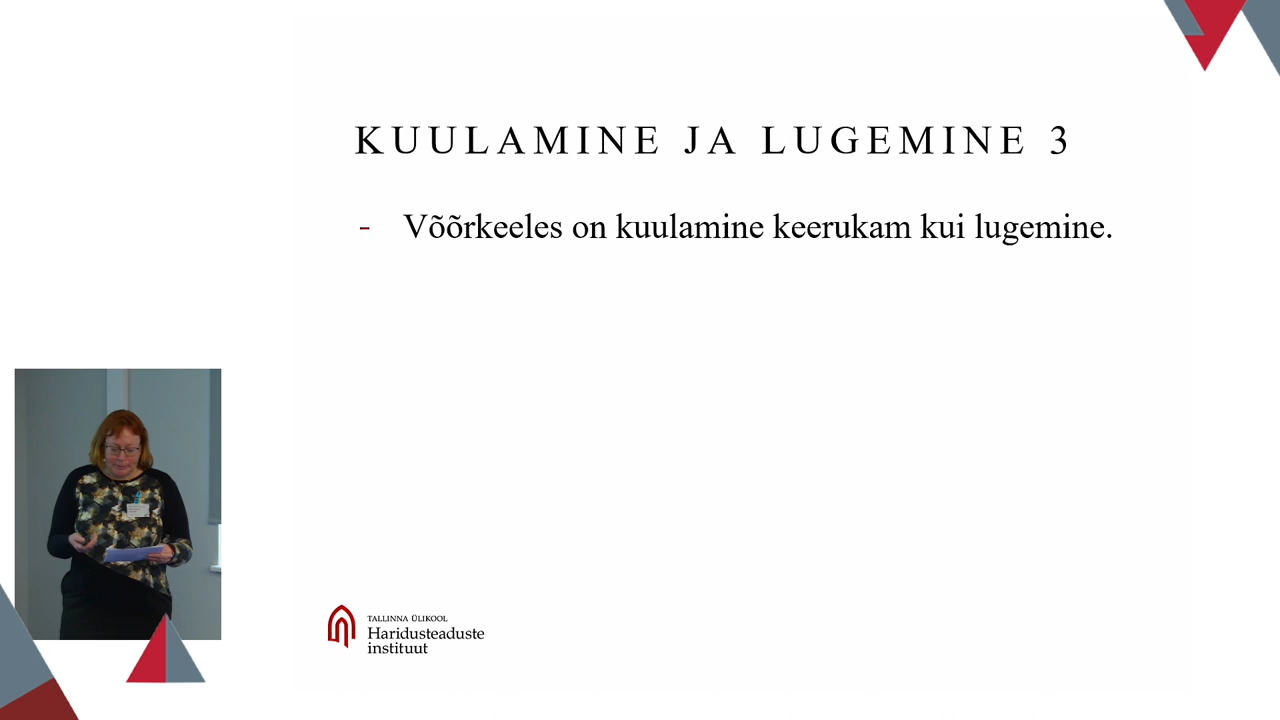 KUULAMINE JA LUGEMINE 3
- Võõrkeeles on kuulamine keerukam kui lugemine.
TALLINNA ÜLIKOOL
Haridusteaduste
instituut